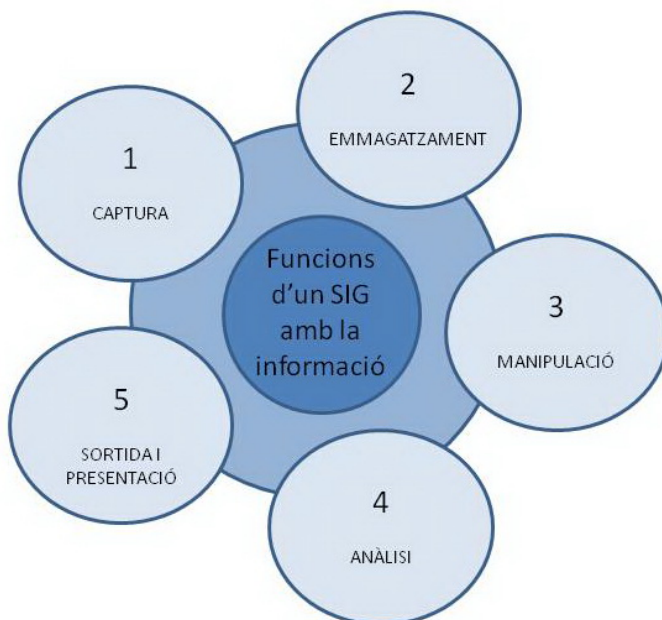 Funcions
d'un SIG
amb la
informació
1
CAPTURA
2
EMMAGATZAMENT
3
MANIPULACIÓ
4
ANÀLISI
5
SORTIDA I
PRESENTACIÓ